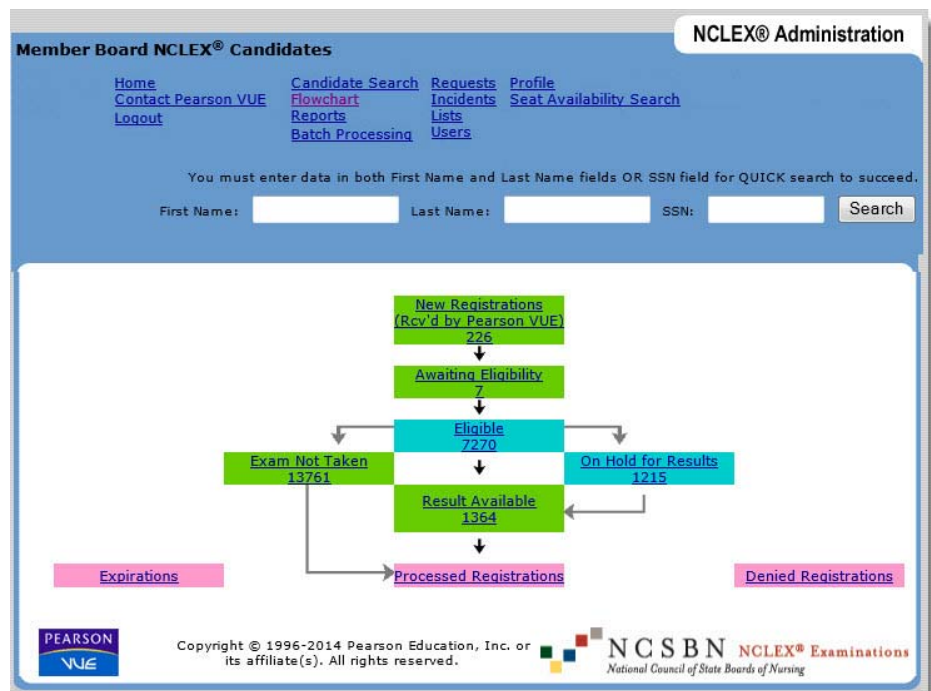 NCLEX® Administration
Member Board NCLEX® Candidates
Home
Contact Pearson VUE
Logout
Candidate Search
Flowchart
Reports
Batch Processing
Requests
Incidents
Lists
Users
Profile
Seat Availability Search
You must enter data in both First Name and Last Name fields OR SSN field for QUICK search to succeed.
First Name: Last Name: SSN: Search
New Registrations
(Rcv'd by Pearson VUE)
226
Awaiting Eligibility
7
Eligible
7270
Exam Not Taken
13761
On Hold for Results
1215
Result Available
1364
Expirations
Processed Registrations
Denied Registrations
PEARSON
VUE
Copyright © 1996-2014 Pearson Education, Inc. or
its affiliate(s). All rights reserved.
NCSBN NCLEX® Examinations
National Council of State Boards of Nursing